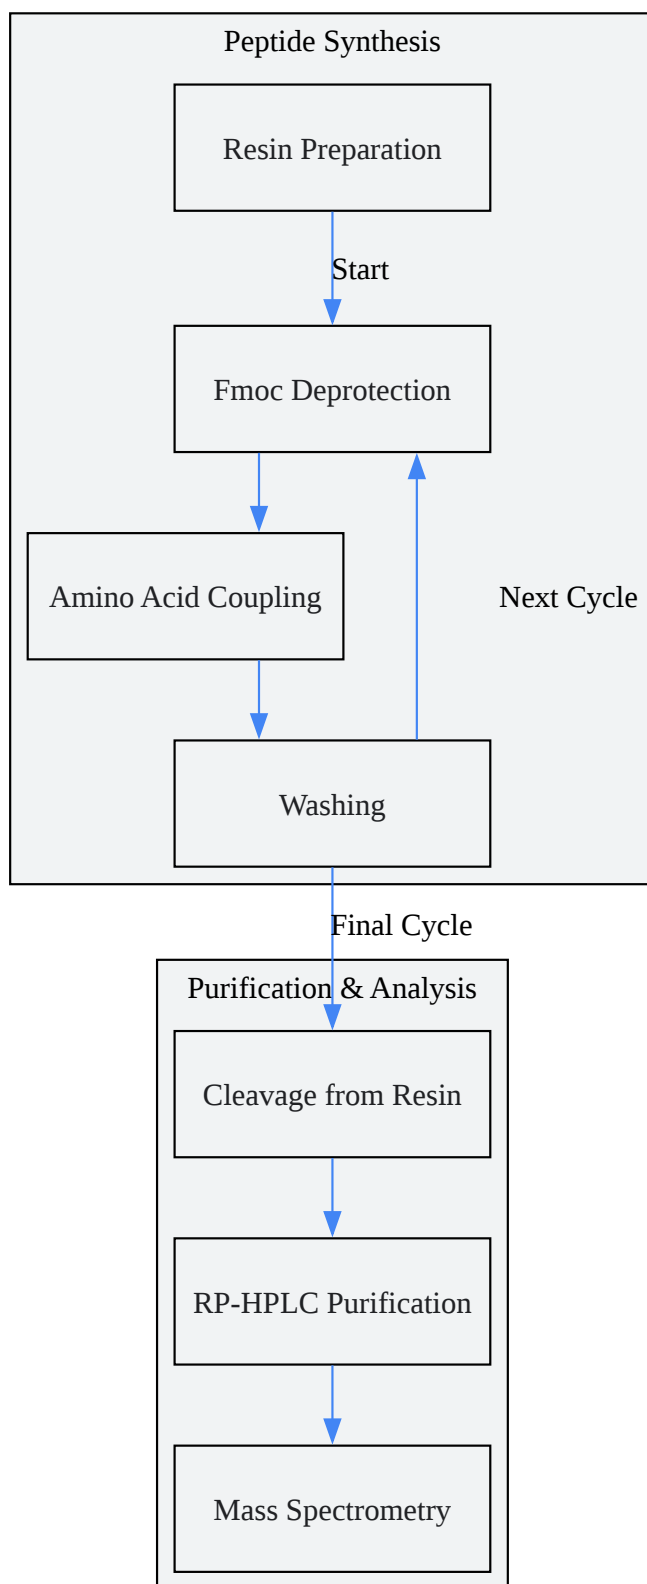 Peptide Synthesis
Resin Preparation
Start
Fmoc Deprotection
Amino Acid Coupling
Next Cycle
Washing
Final Cycle
Purification & Analysis
Cleavage from Resin
RP-HPLC Purification
Mass Spectrometry